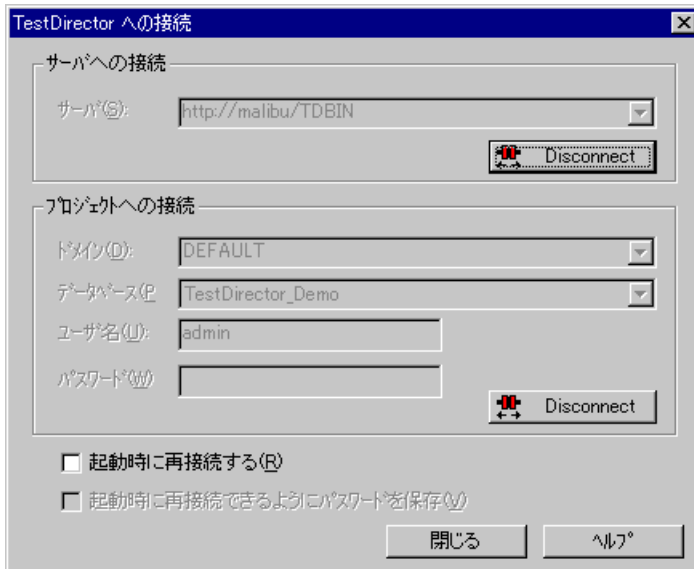 TestDirector への接続
サーバへの接続
サーバ(S):
http://malibu/TDBIN
Disconnect
プロジェクトへの接続
ドメイン(D):
DEFAULT
データベース(P
TestDirector_Demo
ユーザ名(U):
admin
パスワード(W)
Disconnect
起動時に再接続する(R)
起動時に再接続できるようにパスワードを保存(V)
閉じる
ヘルプ